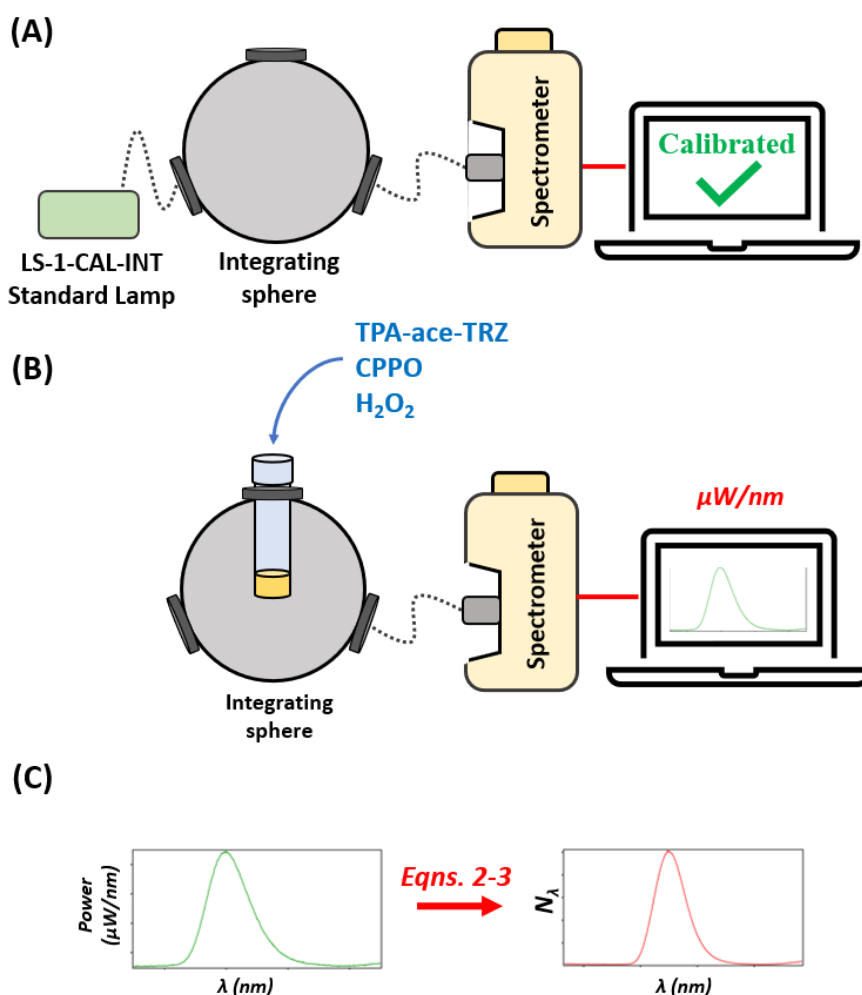 (A)
Spectrometer
Calibrated
LS-1-CAL-INT
Standard Lamp
Integrating
sphere
(B)
TPA-ace-TRZ
CPPO
H₂O₂
Spectrometer
μW/nm
Integrating
sphere
(C)
Power
(μW/nm)
λ (nm)
Eqns. 2-3
Nλ
λ (nm)